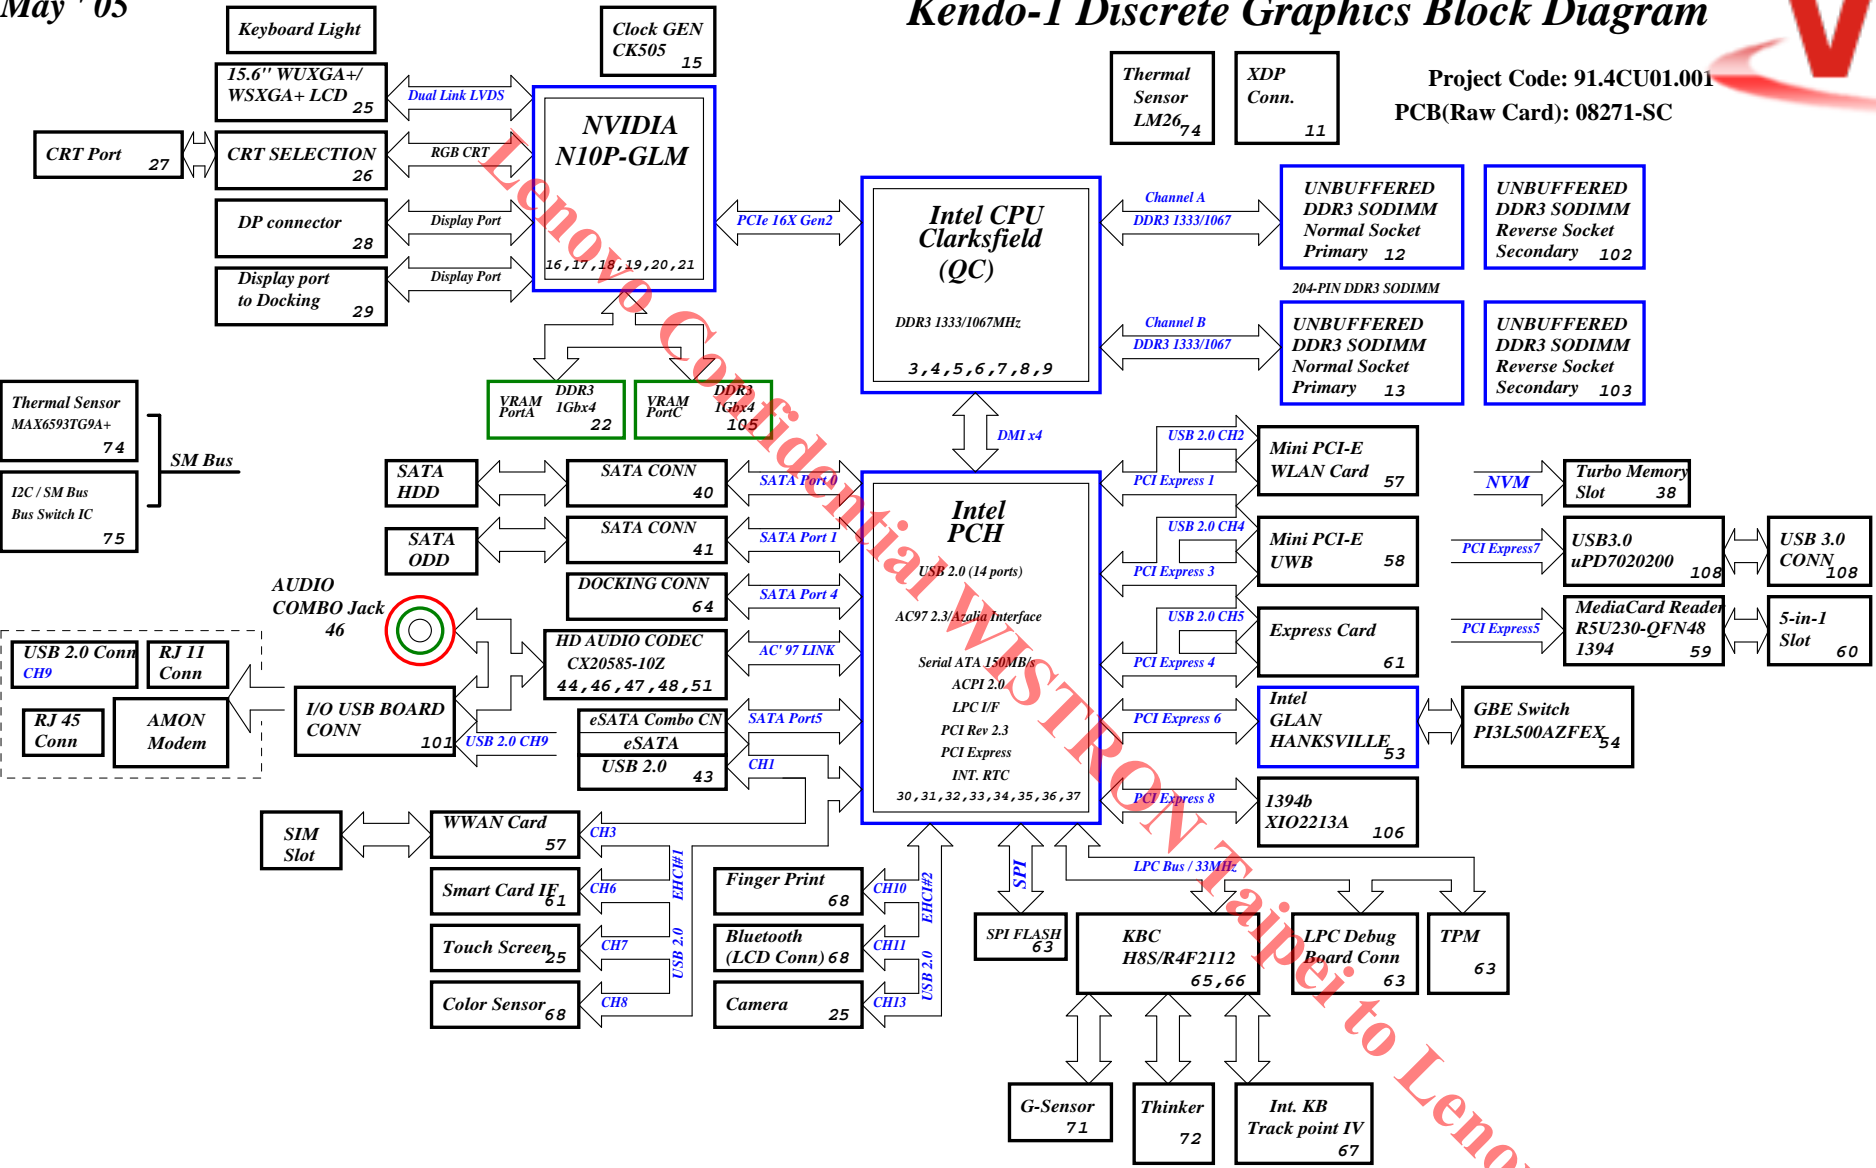 May ' 05
Kendo-1 Discrete Graphics Block Diagram
Project Code: 91.4CU01.001
PCB(Raw Card): 08271-SC
Keyboard Light
Clock GEN
CK505
15
Thermal
Sensor
LM26
74
XDP
Conn.
11
15.6" WUXGA+/
WSXGA+ LCD
25
Dual Link LVDS
NVIDIA
N10P-GLM
16,17,18,19,20,21
CRT Port
27
CRT SELECTION
26
RGB CRT
DP connector
28
Display Port
Display port
to Docking
29
Display Port
PCIe 16X Gen2
Intel CPU
Clarksfield
(QC)
DDR3 1333/1067MHz
3,4,5,6,7,8,9
Channel A
DDR3 1333/1067
UNBUFFERED
DDR3 SODIMM
Normal Socket
Primary 12
UNBUFFERED
DDR3 SODIMM
Reverse Socket
Secondary 102
204-PIN DDR3 SODIMM
Channel B
DDR3 1333/1067
UNBUFFERED
DDR3 SODIMM
Normal Socket
Primary 13
UNBUFFERED
DDR3 SODIMM
Reverse Socket
Secondary 103
VRAM
PortA
DDR3
1Gbx4
22
VRAM
PortC
DDR3
1Gbx4
105
Thermal Sensor
MAX6593TG9A+
74
I2C / SM Bus
Bus Switch IC
75
SM Bus
DMI x4
SATA
HDD
SATA CONN
40
SATA Port 0
SATA
ODD
SATA CONN
41
SATA Port 1
DOCKING CONN
64
SATA Port 4
AUDIO
COMBO Jack
46
HD AUDIO CODEC
CX20585-10Z
44,46,47,48,51
AC' 97 LINK
Intel
PCH
USB 2.0 (14 ports)
AC97 2.3/Azalia Interface
Serial ATA 150MB/s
ACPI 2.0
LPC I/F
PCI Rev 2.3
PCI Express
INT. RTC
30,31,32,33,34,35,36,37
USB 2.0 CH2
PCI Express 1
Mini PCI-E
WLAN Card
57
USB 2.0 CH4
PCI Express 3
Mini PCI-E
UWB
58
USB 2.0 CH5
PCI Express 4
Express Card
61
PCI Express 6
Intel
GLAN
HANKSVILLE
53
GBE Switch
PI3L500AZFEX
54
PCI Express 8
1394b
XIO2213A
106
NVM
Turbo Memory
Slot
38
PCI Express7
USB3.0
uPD7020200
108
USB 3.0
CONN
108
PCI Express5
MediaCard Reader
R5U230-QFN48
1394
59
5-in-1
Slot
60
USB 2.0 Conn
CH9
RJ 11
Conn
RJ 45
Conn
AMON
Modem
I/O USB BOARD
CONN
101
USB 2.0 CH9
eSATA Combo CN
eSATA
USB 2.0
43
SATA Port5
CH1
SIM
Slot
WWAN Card
57
CH3
Smart Card IF
61
CH6
Touch Screen
25
CH7
Color Sensor
68
CH8
EHCI#1
USB 2.0
Finger Print
68
CH10
Bluetooth
(LCD Conn)
68
CH11
Camera
25
CH13
EHCI#2
USB 2.0
SPI
LPC Bus / 33MHz
SPI FLASH
63
KBC
H8S/R4F2112
65,66
LPC Debug
Board Conn
63
TPM
63
G-Sensor
71
Thinker
72
Int. KB
Track point IV
67
Lenovo Confidential WISTRON Taipei to Lenov